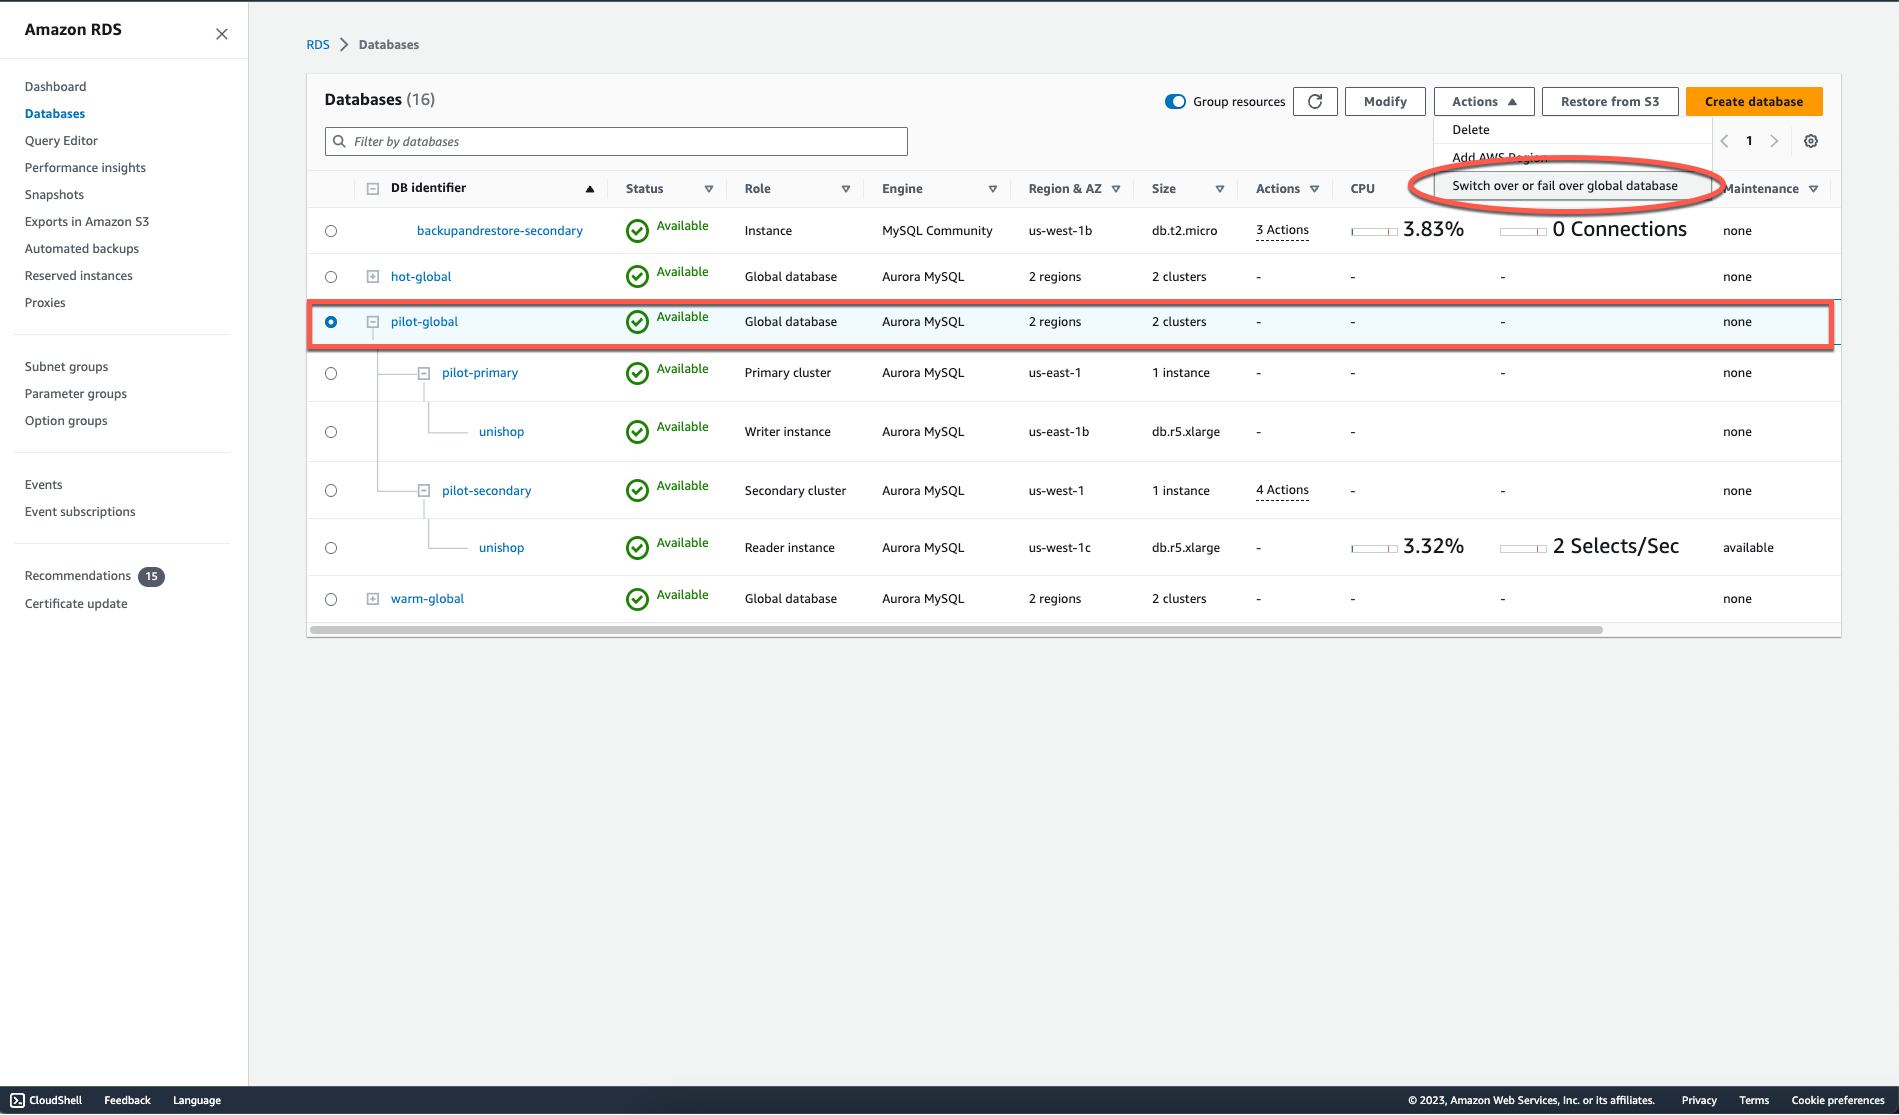 Amazon RDS
Dashboard
Databases
Query Editor
Performance insights
Snapshots
Exports in Amazon S3
Automated backups
Reserved instances
Proxies
Subnet groups
Parameter groups
Option groups
Events
Event subscriptions
Recommendations 15
Certificate update
RDS > Databases
Databases (16)
Group resources
Modify
Actions
Restore from S3
Create database
Filter by databases
Delete
Add AWS Region
Switch over or fail over global database
1
DB identifier Status Role Engine Region & AZ Size Actions CPU Maintenance
backupandrestore-secondary Available Instance MySQL Community us-west-1b db.t2.micro 3 Actions 3.83% 0 Connections none
hot-global Available Global database Aurora MySQL 2 regions 2 clusters - - - none
pilot-global Available Global database Aurora MySQL 2 regions 2 clusters - - - none
pilot-primary Available Primary cluster Aurora MySQL us-east-1 1 instance - - - none
unishop Available Writer instance Aurora MySQL us-east-1b db.r5.xlarge - - none
pilot-secondary Available Secondary cluster Aurora MySQL us-west-1 1 instance 4 Actions - - none
unishop Available Reader instance Aurora MySQL us-west-1c db.r5.xlarge - 3.32% 2 Selects/Sec available
warm-global Available Global database Aurora MySQL 2 regions 2 clusters - - - none
CloudShell Feedback Language © 2023, Amazon Web Services, Inc. or its affiliates. Privacy Terms Cookie preferences